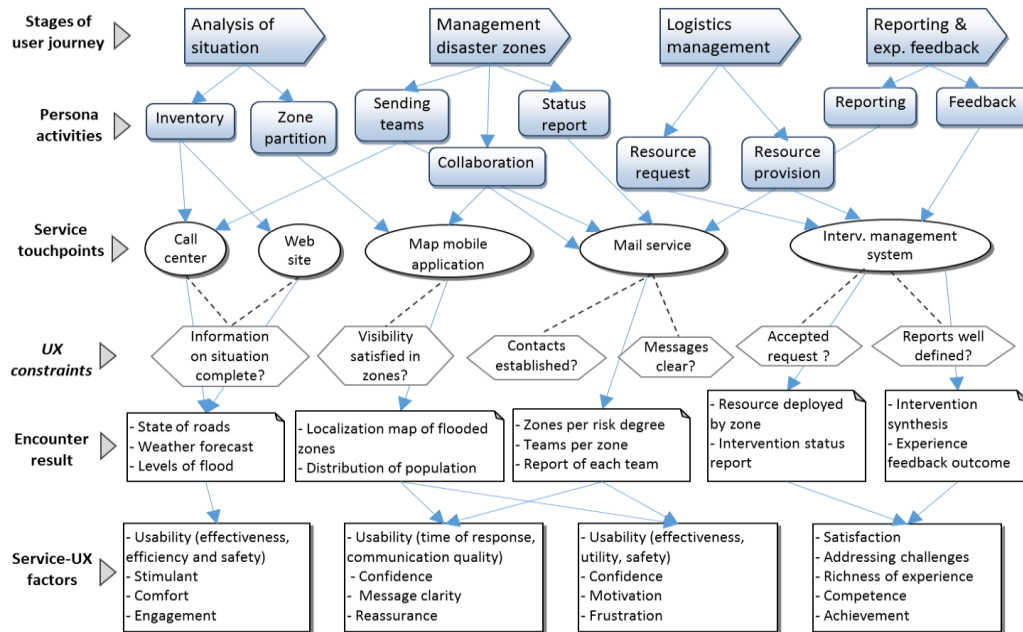 Stages of
user journey
Analysis of
situation
Management
disaster zones
Logistics
management
Reporting &
exp. feedback
Persona
activities
Inventory
Zone
partition
Sending
teams
Collaboration
Status
report
Resource
request
Resource
provision
Reporting
Feedback
Service
touchpoints
Call
center
Web
site
Map mobile
application
Mail service
Interv. management
system
UX
constraints
Information
on situation
complete?
Visibility
satisfied in
zones?
Contacts
established?
Messages
clear?
Accepted
request ?
Reports well
defined?
Encounter
result
- State of roads
- Weather forecast
- Levels of flood
- Localization map of flooded
zones
- Distribution of population
- Zones per risk degree
- Teams per zone
- Report of each team
- Resource deployed
by zone
- Intervention status
report
- Intervention
synthesis
- Experience
feedback outcome
Service-UX
factors
- Usability (effectiveness,
efficiency and safety)
- Stimulant
- Comfort
- Engagement
- Usability (time of response,
communication quality)
- Confidence
- Message clarity
- Reassurance
- Usability (effectiveness,
utility, safety)
- Confidence
- Motivation
- Frustration
- Satisfaction
- Addressing challenges
- Richness of experience
- Competence
- Achievement